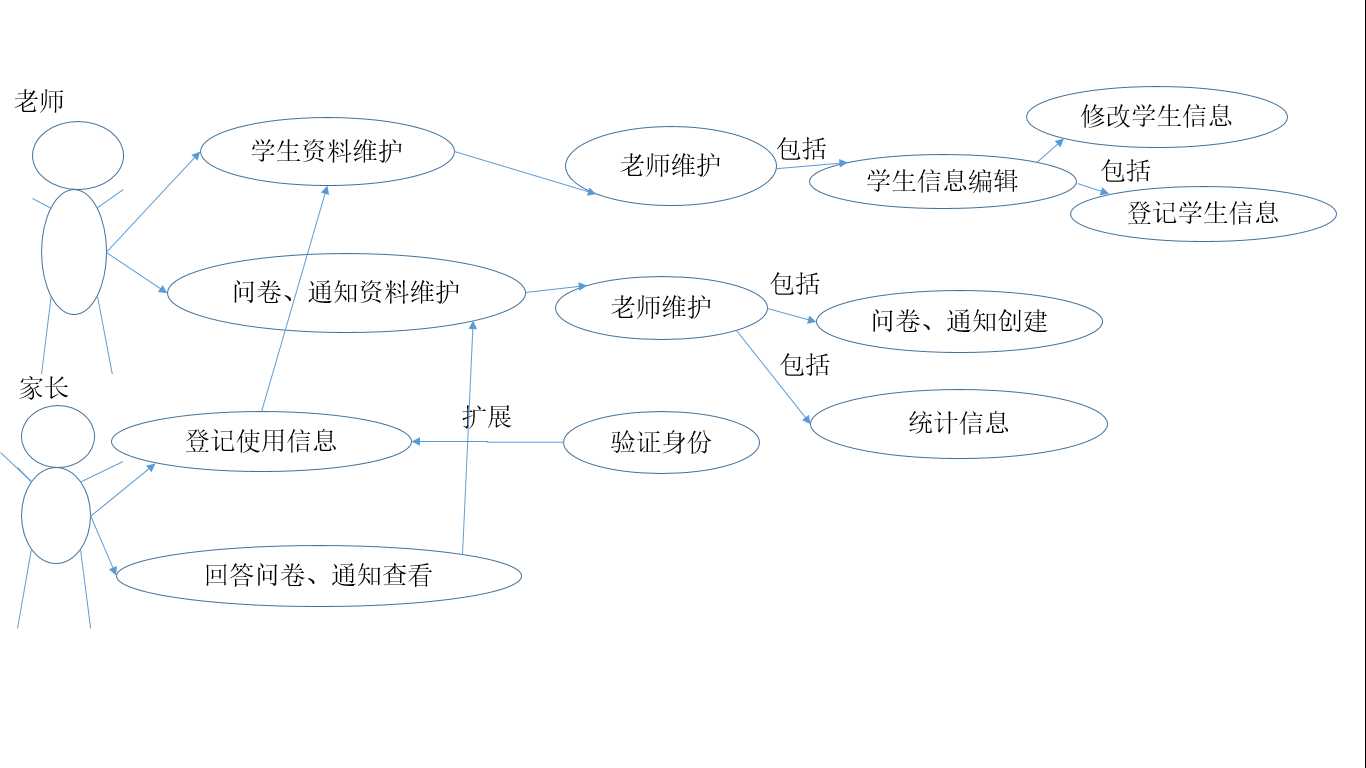 老师
学生资料维护
老师维护
包括
学生信息编辑
修改学生信息
包括
登记学生信息
问卷、通知资料维护
老师维护
包括
问卷、通知创建
包括
统计信息
家长
登记使用信息
扩展
验证身份
回答问卷、通知查看